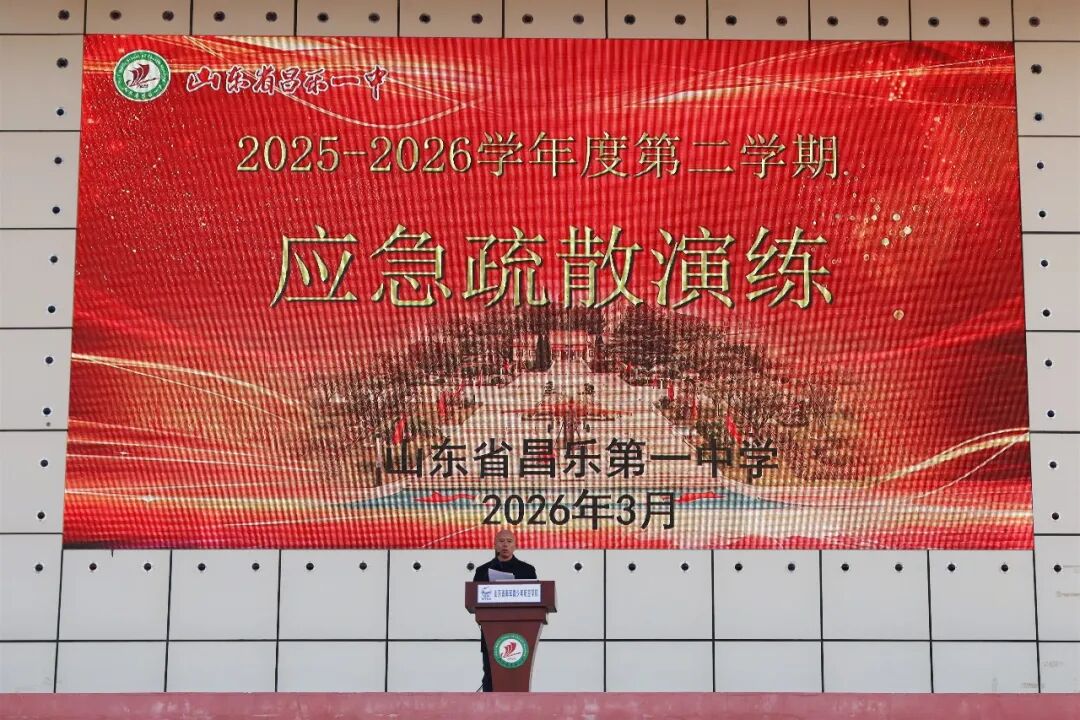 山东省昌乐一中
2025-2026学年度第二学期
应急疏散演练
山东省昌乐第一中学
2026年3月